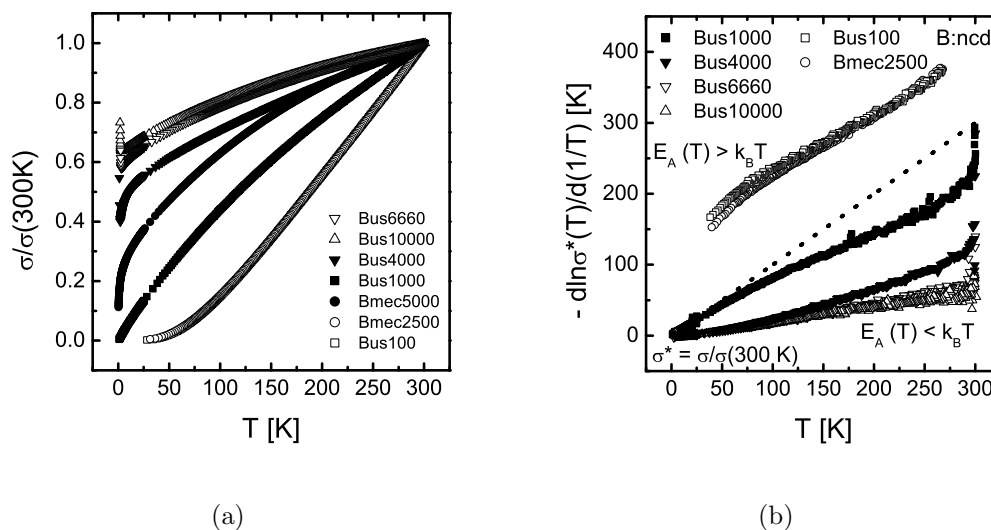 σ/σ(300K)
1.0
0.8
0.6
0.4
0.2
0.0
Bus6660
Bus10000
Bus4000
Bus1000
Bmec5000
Bmec2500
Bus100
0 50 100 150 200 250 300
T [K]
(a)
- dlnσ*(T)/d(1/T) [K]
400
300
200
100
0
Bus1000 Bus100 B:ncd
Bus4000 Bmec2500
Bus6660
Bus10000
E_A (T) > k_BT
E_A (T) < k_BT
σ* = σ/σ(300 K)
0 50 100 150 200 250 300
T [K]
(b)